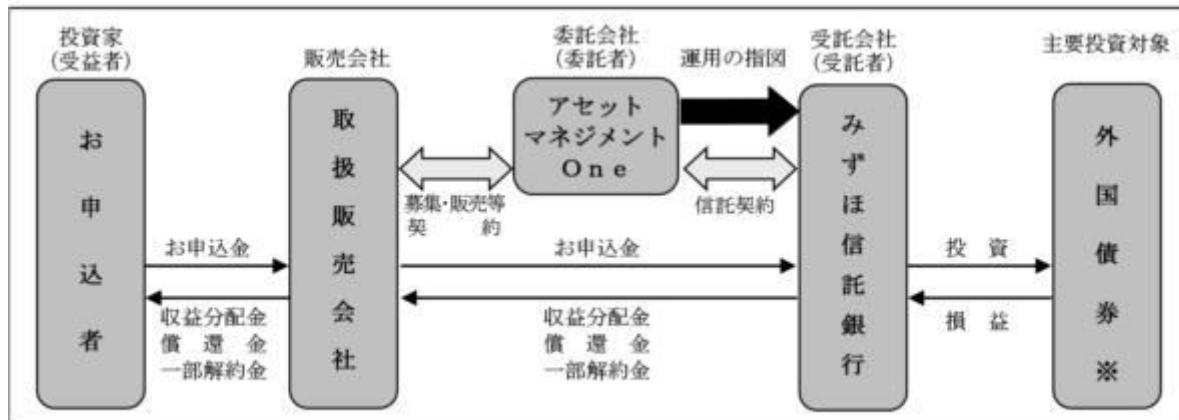 投資家
(受益者)
お申込者
販売会社
取扱販売会社
委託会社
(委託者)
アセット
マネジメント
One
運用の指図
受託会社
(受託者)
みずほ信託銀行
主要投資対象
外国債券※
募集・販売等
契約
信託契約
お申込金
収益分配金
償還金
一部解約金
お申込金
収益分配金
償還金
一部解約金
投資
損益